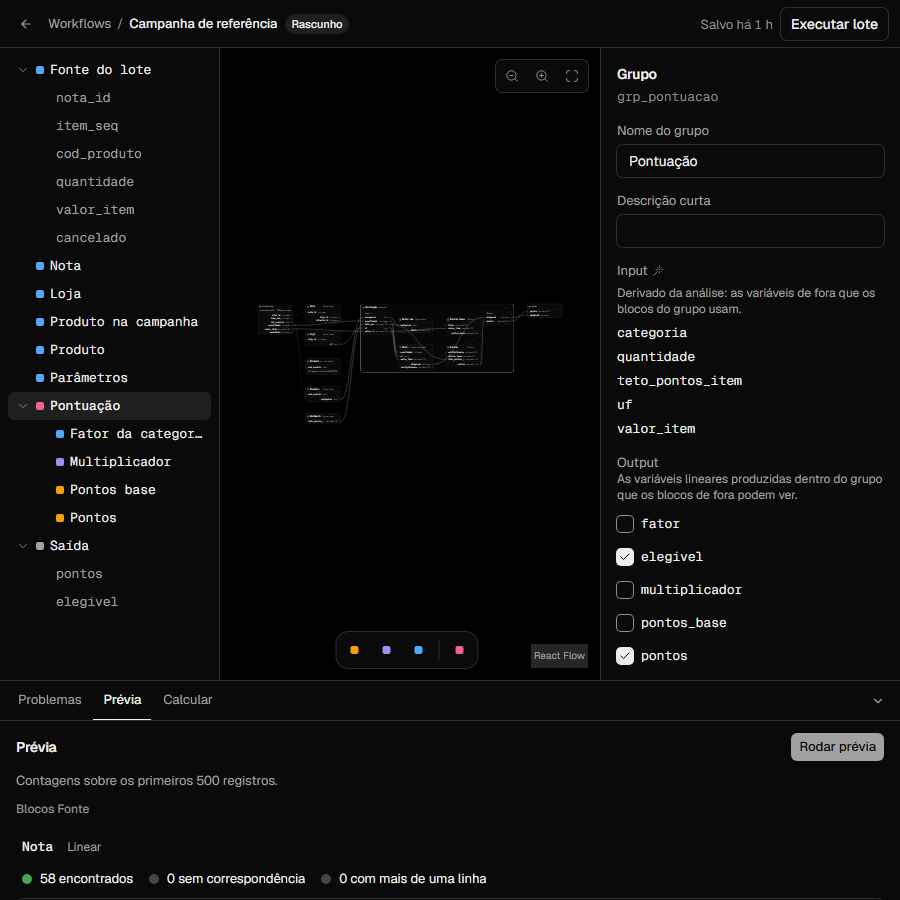 Workflows / Campanha de referência Rascunho
Salvo há 1 h
Executar lote
Fonte do lote
nota_id
item_seq
cod_produto
quantidade
valor_item
cancelado
Nota
Loja
Produto na campanha
Produto
Parâmetros
Pontuação
Fator da categor…
Multiplicador
Pontos base
Pontos
Saída
pontos
elegivel
React Flow
Grupo
grp_pontuacao
Nome do grupo
Pontuação
Descrição curta
Input
Derivado da análise: as variáveis de fora que os
blocos do grupo usam.
categoria
quantidade
teto_pontos_item
uf
valor_item
Output
As variáveis lineares produzidas dentro do grupo
que os blocos de fora podem ver.
fator
elegivel
multiplicador
pontos_base
pontos
Problemas
Prévia
Calcular
Prévia
Rodar prévia
Contagens sobre os primeiros 500 registros.
Blocos Fonte
Nota Linear
58 encontrados
0 sem correspondência
0 com mais de uma linha